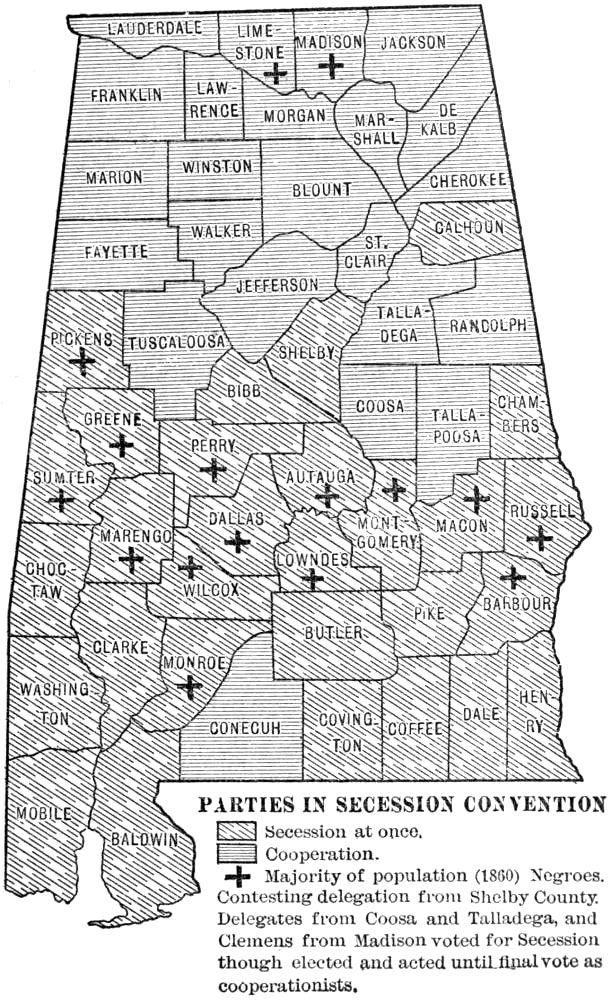 LAUDERDALE
LIME-
STONE
MADISON
JACKSON
FRANKLIN
LAW-
RENCE
MORGAN
MAR-
SHALL
DE
KALB
CHEROKEE
MARION
WINSTON
BLOUNT
WALKER
FAYETTE
ST.
CLAIR
CALHOUN
JEFFERSON
PICKENS
TUSCALOOSA
SHELBY
TALLA-
DEGA
RANDOLPH
BIBB
COOSA
TALLA-
POOSA
CHAM-
BERS
GREENE
PERRY
SUMTER
AUTAUGA
MONT-
GOMERY
MACON
RUSSELL
MARENGO
DALLAS
LOWNDES
CHOC-
TAW
WILCOX
BARBOUR
PIKE
BUTLER
CLARKE
MONROE
WASHING-
TON
CONECUH
COVING-
TON
COFFEE
DALE
HEN-
RY
MOBILE
BALDWIN
PARTIES IN SECESSION CONVENTION
Secession at once.
Cooperation.
Majority of population (1860) Negroes.
Contesting delegation from Shelby County.
Delegates from Coosa and Talladega, and
Clemens from Madison voted for Secession
though elected and acted until final vote as
cooperationists.